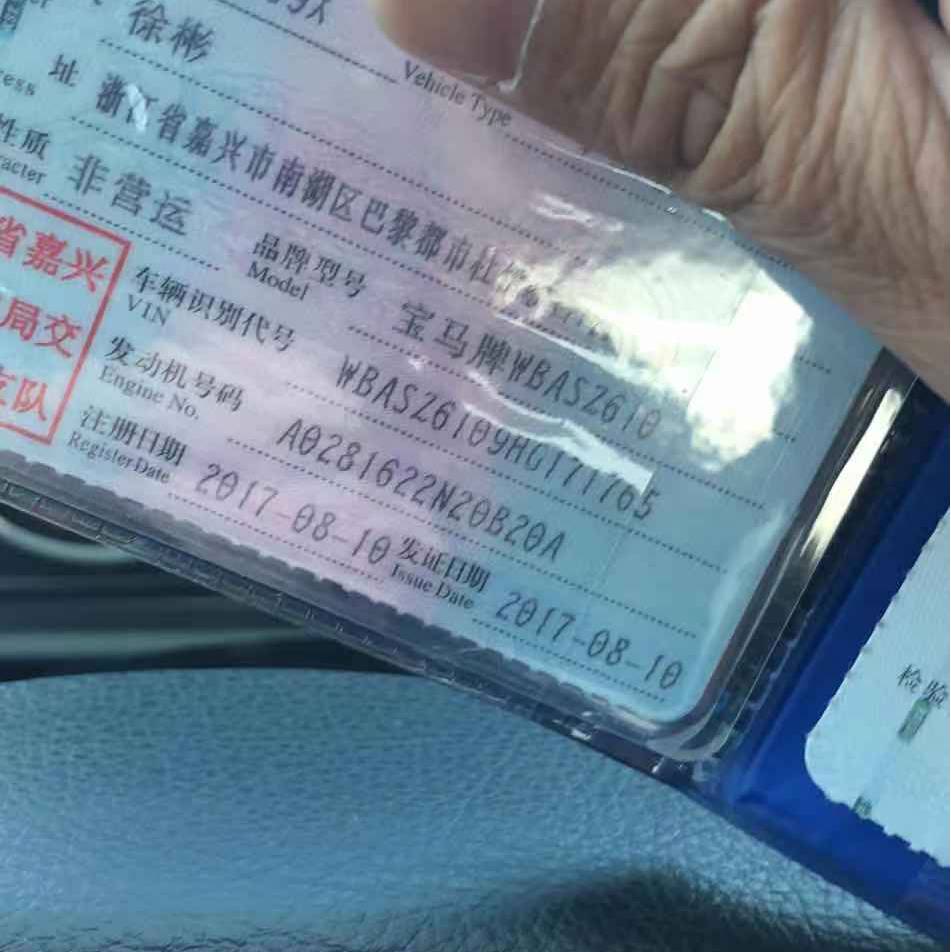 9X
Vehicle Type
徐彬
址
ess
浙江省嘉兴市南湖区巴黎都市
性质
racter
非营运
品牌型号
Model
宝马牌WBASZ610
省嘉兴
局交
支队
车辆识别代号
VIN
WBASZ6109HG171765
发动机号码
Engine No.
A0281622N20B20A
注册日期
Register Date
2017-08-10
发证日期
Issue Date
2017-08-10
检验